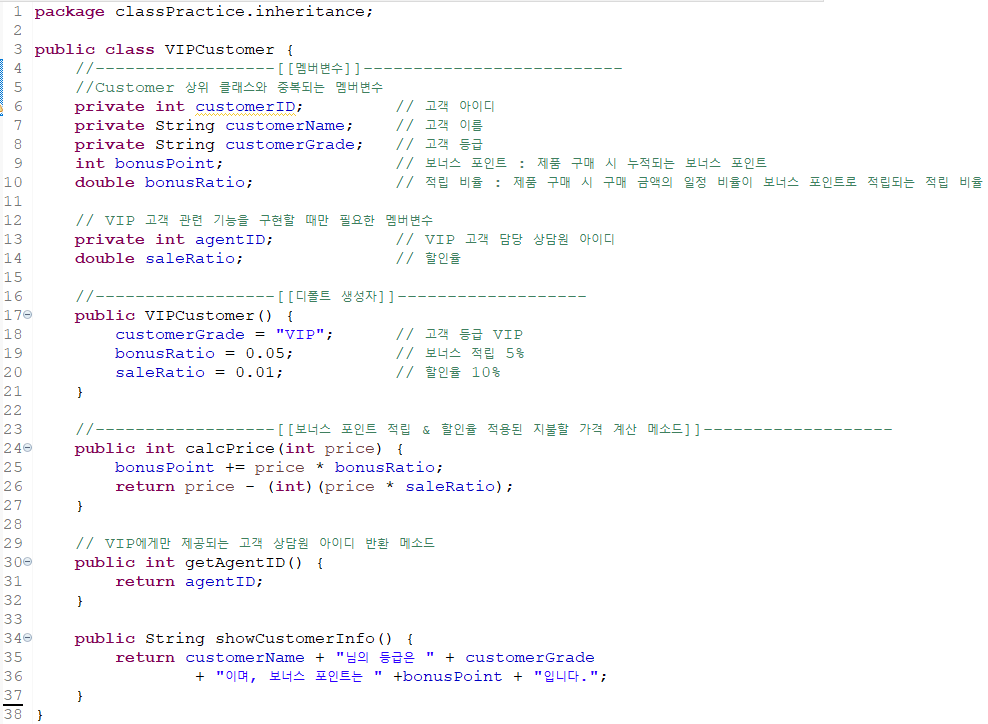 1 package classPractice.inheritance;
2
3 public class VIPCustomer {
4     //------------------[[멤버변수]]--------------------------
5     //Customer 상위 클래스와 중복되는 멤버변수
6     private int customerID;         // 고객 아이디
7     private String customerName;    // 고객 이름
8     private String customerGrade;   // 고객 등급
9     int bonusPoint;                 // 보너스 포인트 : 제품 구매 시 누적되는 보너스 포인트
10     double bonusRatio;              // 적립 비율 : 제품 구매 시 구매 금액의 일정 비율이 보너스 포인트로 적립되는 적립 비율
11
12     // VIP 고객 관련 기능을 구현할 때만 필요한 멤버변수
13     private int agentID;            // VIP 고객 담당 상담원 아이디
14     double saleRatio;               // 할인율
15
16     //------------------[[디폴트 생성자]]-------------------
17     public VIPCustomer() {
18         customerGrade = "VIP";      // 고객 등급 VIP
19         bonusRatio = 0.05;          // 보너스 적립 5%
20         saleRatio = 0.01;           // 할인율 10%
21     }
22
23     //------------------[[보너스 포인트 적립 & 할인율 적용된 지불할 가격 계산 메소드]]-------------------
24     public int calcPrice(int price) {
25         bonusPoint += price * bonusRatio;
26         return price - (int)(price * saleRatio);
27     }
28
29     // VIP에게만 제공되는 고객 상담원 아이디 반환 메소드
30     public int getAgentID() {
31         return agentID;
32     }
33
34     public String showCustomerInfo() {
35         return customerName + "님의 등급은 " + customerGrade
36                 + "이며, 보너스 포인트는 " +bonusPoint + "입니다.";
37     }
38 }